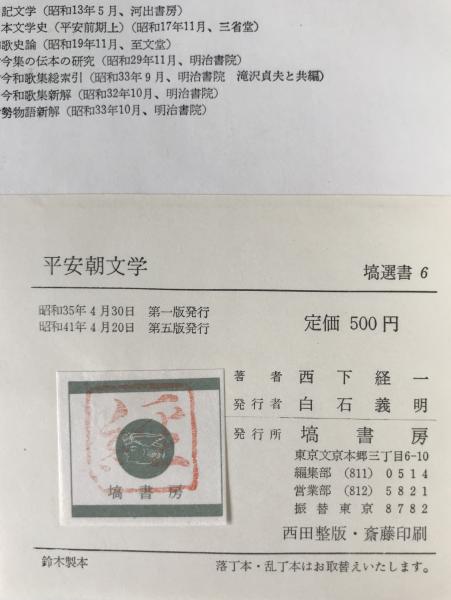 記文学（昭和13年5月、河出書房）
本文学史（平安前期上）（昭和17年11月、三省堂）
歌史論（昭和19年11月、至文堂）
今集の伝本の研究（昭和29年11月、明治書院）
今和歌集総索引（昭和33年9月、明治書院 滝沢貞夫と共編）
今和歌集新解（昭和32年10月、明治書院）
勢物語新解（昭和33年10月、明治書院）
平安朝文学 塙選書 6
昭和35年4月30日 第一版発行
昭和41年4月20日 第五版発行
定価 500円
著者 西下経一
発行者 白石義明
発行所 塙書房
東京文京本郷三丁目6-10
編集部 (811) 0514
営業部 (812) 5821
振替東京 8782
塙書房
西田整版・斎藤印刷
鈴木製本 落丁本・乱丁本はお取替えいたします。